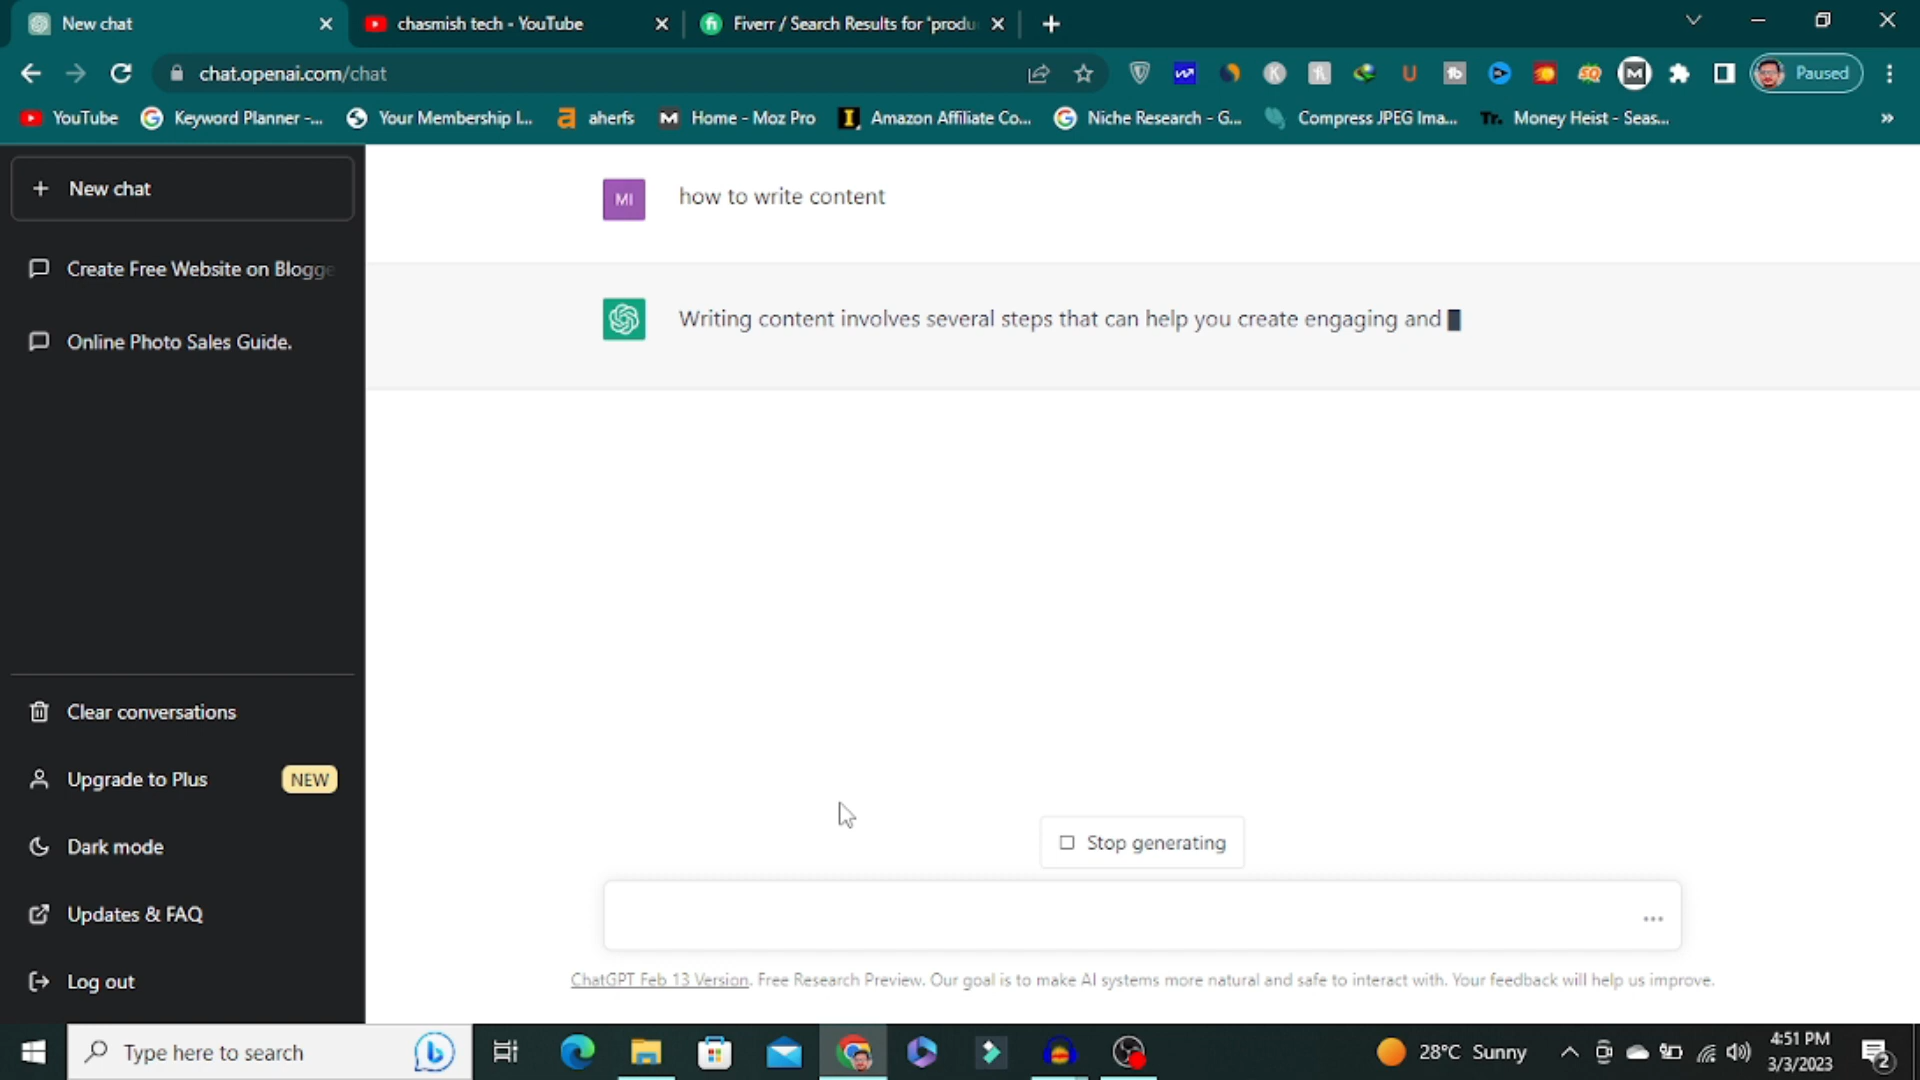 New chat
chasmish tech - YouTube
Fiverr / Search Results for 'produ
chat.openai.com/chat
Paused
YouTube
Keyword Planner -...
Your Membership I...
aherfs
Home - Moz Pro
Amazon Affiliate Co...
Niche Research - G...
Compress JPEG Ima...
Tr.
Money Heist - Seas...
New chat
MI
how to write content
Create Free Website on Blogge
Writing content involves several steps that can help you create engaging and
Online Photo Sales Guide.
Clear conversations
Upgrade to Plus
NEW
Dark mode
Stop generating
Updates & FAQ
Log out
ChatGPT Feb 13 Version. Free Research Preview. Our goal is to make AI systems more natural and safe to interact with. Your feedback will help us improve.
Type here to search
28°C Sunny
4:51 PM
3/3/2023
2